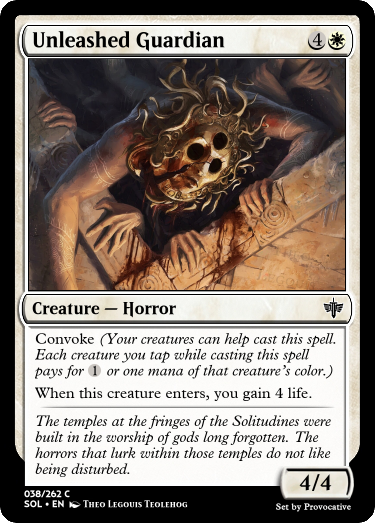 Unleashed Guardian 4
Creature — Horror
Convoke (Your creatures can help cast this spell.
Each creature you tap while casting this spell
pays for 1 or one mana of that creature's color.)
When this creature enters, you gain 4 life.
The temples at the fringes of the Solitudines were
built in the worship of gods long forgotten. The
horrors that lurk within those temples do not like
being disturbed.
4/4
038/262 C
SOL • EN Theo Legouis Teolehog
Set by Provocative